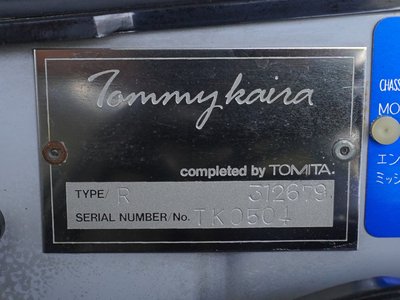 Tommykaira
completed by TOMITA.
TYPE/ R 312679
SERIAL NUMBER/No. TK0504
CHASS
MO
エン
ミッシ